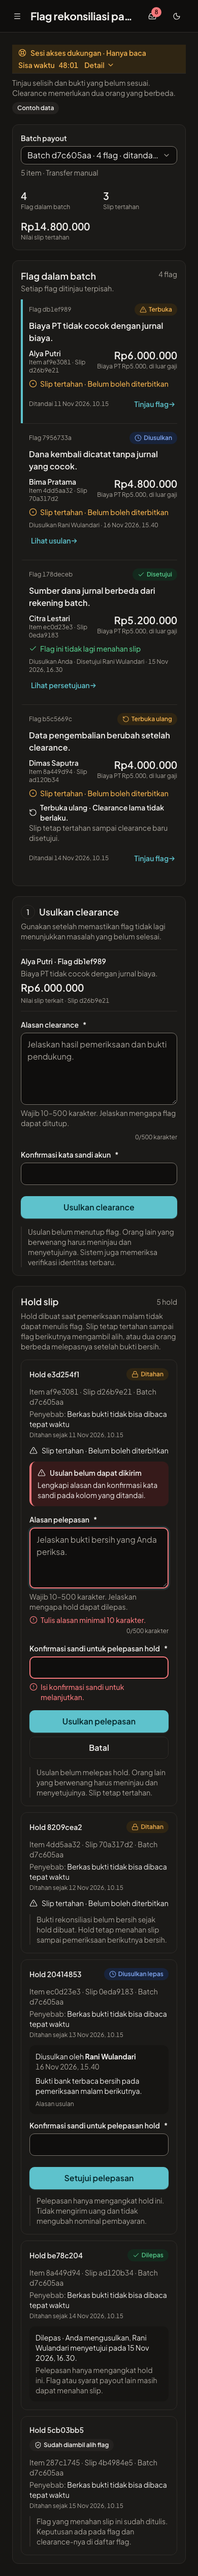 Flag rekonsiliasi pa...
8
Sesi akses dukungan · Hanya baca
Sisa waktu 48:01 Detail
Tinjau selisih dan bukti yang belum sesuai.
Clearance memerlukan dua orang yang berbeda.
Contoh data
Batch payout
Batch d7c605aa · 4 flag · ditanda...
5 item · Transfer manual
4
Flag dalam batch
3
Slip tertahan
Rp14.800.000
Nilai slip tertahan
Flag dalam batch
4 flag
Setiap flag ditinjau terpisah.
Flag db1ef989
Terbuka
Biaya PT tidak cocok dengan jurnal
biaya.
Alya Putri
Item af9e3081 · Slip
d26b9e21
Rp6.000.000
Biaya PT Rp5.000, di luar gaji
Slip tertahan · Belum boleh diterbitkan
Ditandai 11 Nov 2026, 10.15
Tinjau flag→
Flag 7956733a
Diusulkan
Dana kembali dicatat tanpa jurnal
yang cocok.
Bima Pratama
Item 4dd5aa32 · Slip
70a317d2
Rp4.800.000
Biaya PT Rp5.000, di luar gaji
Slip tertahan · Belum boleh diterbitkan
Diusulkan Rani Wulandari · 16 Nov 2026, 15.40
Lihat usulan→
Flag 178deceb
Disetujui
Sumber dana jurnal berbeda dari
rekening batch.
Citra Lestari
Item ec0d23e3 · Slip
0eda9183
Rp5.200.000
Biaya PT Rp5.000, di luar gaji
Flag ini tidak lagi menahan slip
Diusulkan Anda · Disetujui Rani Wulandari · 15 Nov
2026, 16.30
Lihat persetujuan→
Flag b5c5669c
Terbuka ulang
Data pengembalian berubah setelah
clearance.
Dimas Saputra
Item 8a449d94 · Slip
ad120b34
Rp4.000.000
Biaya PT Rp5.000, di luar gaji
Slip tertahan · Belum boleh diterbitkan
Terbuka ulang · Clearance lama tidak
berlaku.
Slip tetap tertahan sampai clearance baru
disetujui.
Ditandai 14 Nov 2026, 10.15
Tinjau flag→
1 Usulkan clearance
Gunakan setelah memastikan flag tidak lagi
menunjukkan masalah yang belum selesai.
Alya Putri · Flag db1ef989
Biaya PT tidak cocok dengan jurnal biaya.
Rp6.000.000
Nilai slip terkait · Slip d26b9e21
Alasan clearance *
Jelaskan hasil pemeriksaan dan bukti
pendukung.
Wajib 10–500 karakter. Jelaskan mengapa flag
dapat ditutup.
0/500 karakter
Konfirmasi kata sandi akun *
Usulkan clearance
Usulan belum menutup flag. Orang lain yang
berwenang harus meninjau dan
menyetujuinya. Sistem juga memeriksa
verifikasi identitas terbaru.
Hold slip
5 hold
Hold dibuat saat pemeriksaan malam tidak
dapat menulis flag. Slip tetap tertahan sampai
flag berikutnya mengambil alih, atau dua orang
berbeda melepasnya setelah bukti bersih.
Hold e3d254f1
Ditahan
Item af9e3081 · Slip d26b9e21 · Batch
d7c605aa
Penyebab: Berkas bukti tidak bisa dibaca
tepat waktu
Ditahan sejak 11 Nov 2026, 10.15
Slip tertahan · Belum boleh diterbitkan
Usulan belum dapat dikirim
Lengkapi alasan dan konfirmasi kata
sandi pada kolom yang ditandai.
Alasan pelepasan *
Jelaskan bukti bersih yang Anda
periksa.
Wajib 10–500 karakter. Jelaskan
mengapa hold dapat dilepas.
Tulis alasan minimal 10 karakter.
0/500 karakter
Konfirmasi sandi untuk pelepasan hold *
Isi konfirmasi sandi untuk
melanjutkan.
Usulkan pelepasan
Batal
Usulan belum melepas hold. Orang lain
yang berwenang harus meninjau dan
menyetujuinya. Slip tetap tertahan.
Hold 8209cea2
Ditahan
Item 4dd5aa32 · Slip 70a317d2 · Batch
d7c605aa
Penyebab: Berkas bukti tidak bisa dibaca
tepat waktu
Ditahan sejak 12 Nov 2026, 10.15
Slip tertahan · Belum boleh diterbitkan
Bukti rekonsiliasi belum bersih sejak
hold dibuat. Hold tetap menahan slip
sampai pemeriksaan berikutnya bersih.
Hold 20414853
Diusulkan lepas
Item ec0d23e3 · Slip 0eda9183 · Batch
d7c605aa
Penyebab: Berkas bukti tidak bisa dibaca
tepat waktu
Ditahan sejak 13 Nov 2026, 10.15
Diusulkan oleh Rani Wulandari
16 Nov 2026, 15.40
Bukti bank terbaca bersih pada
pemeriksaan malam berikutnya.
Alasan usulan
Konfirmasi sandi untuk pelepasan hold *
Setujui pelepasan
Pelepasan hanya mengangkat hold ini.
Tidak mengirim uang dan tidak
mengubah nominal pembayaran.
Hold be78c204
Dilepas
Item 8a449d94 · Slip ad120b34 · Batch
d7c605aa
Penyebab: Berkas bukti tidak bisa dibaca
tepat waktu
Ditahan sejak 14 Nov 2026, 10.15
Dilepas · Anda mengusulkan, Rani
Wulandari menyetujui pada 15 Nov
2026, 16.30.
Pelepasan hanya mengangkat hold
ini. Flag atau syarat payout lain masih
dapat menahan slip.
Hold 5cb03bb5
Sudah diambil alih flag
Item 287c1745 · Slip 4b4984e5 · Batch
d7c605aa
Penyebab: Berkas bukti tidak bisa dibaca
tepat waktu
Ditahan sejak 15 Nov 2026, 10.15
Flag yang menahan slip ini sudah ditulis.
Keputusan ada pada flag dan
clearance-nya di daftar flag.